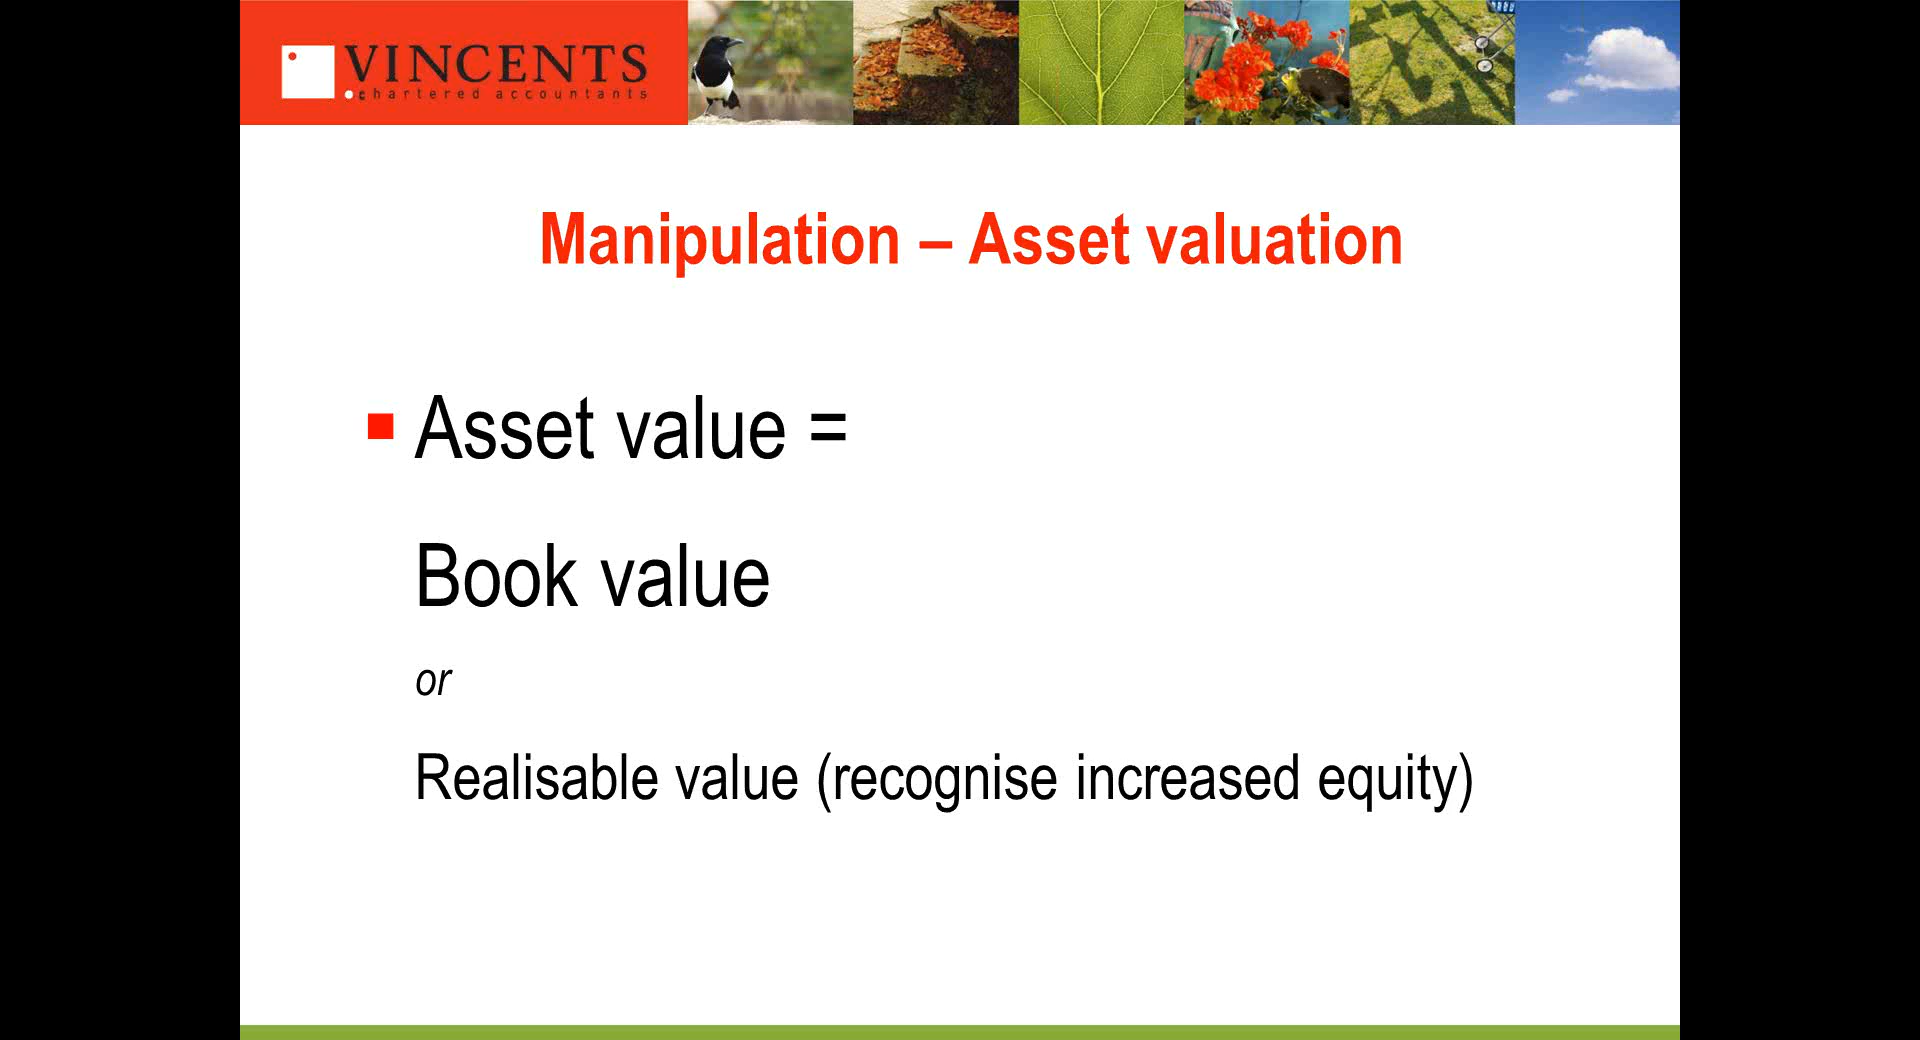 VINCENTS
chartered accountants
Manipulation – Asset valuation
Asset value =
Book value
or
Realisable value (recognise increased equity)